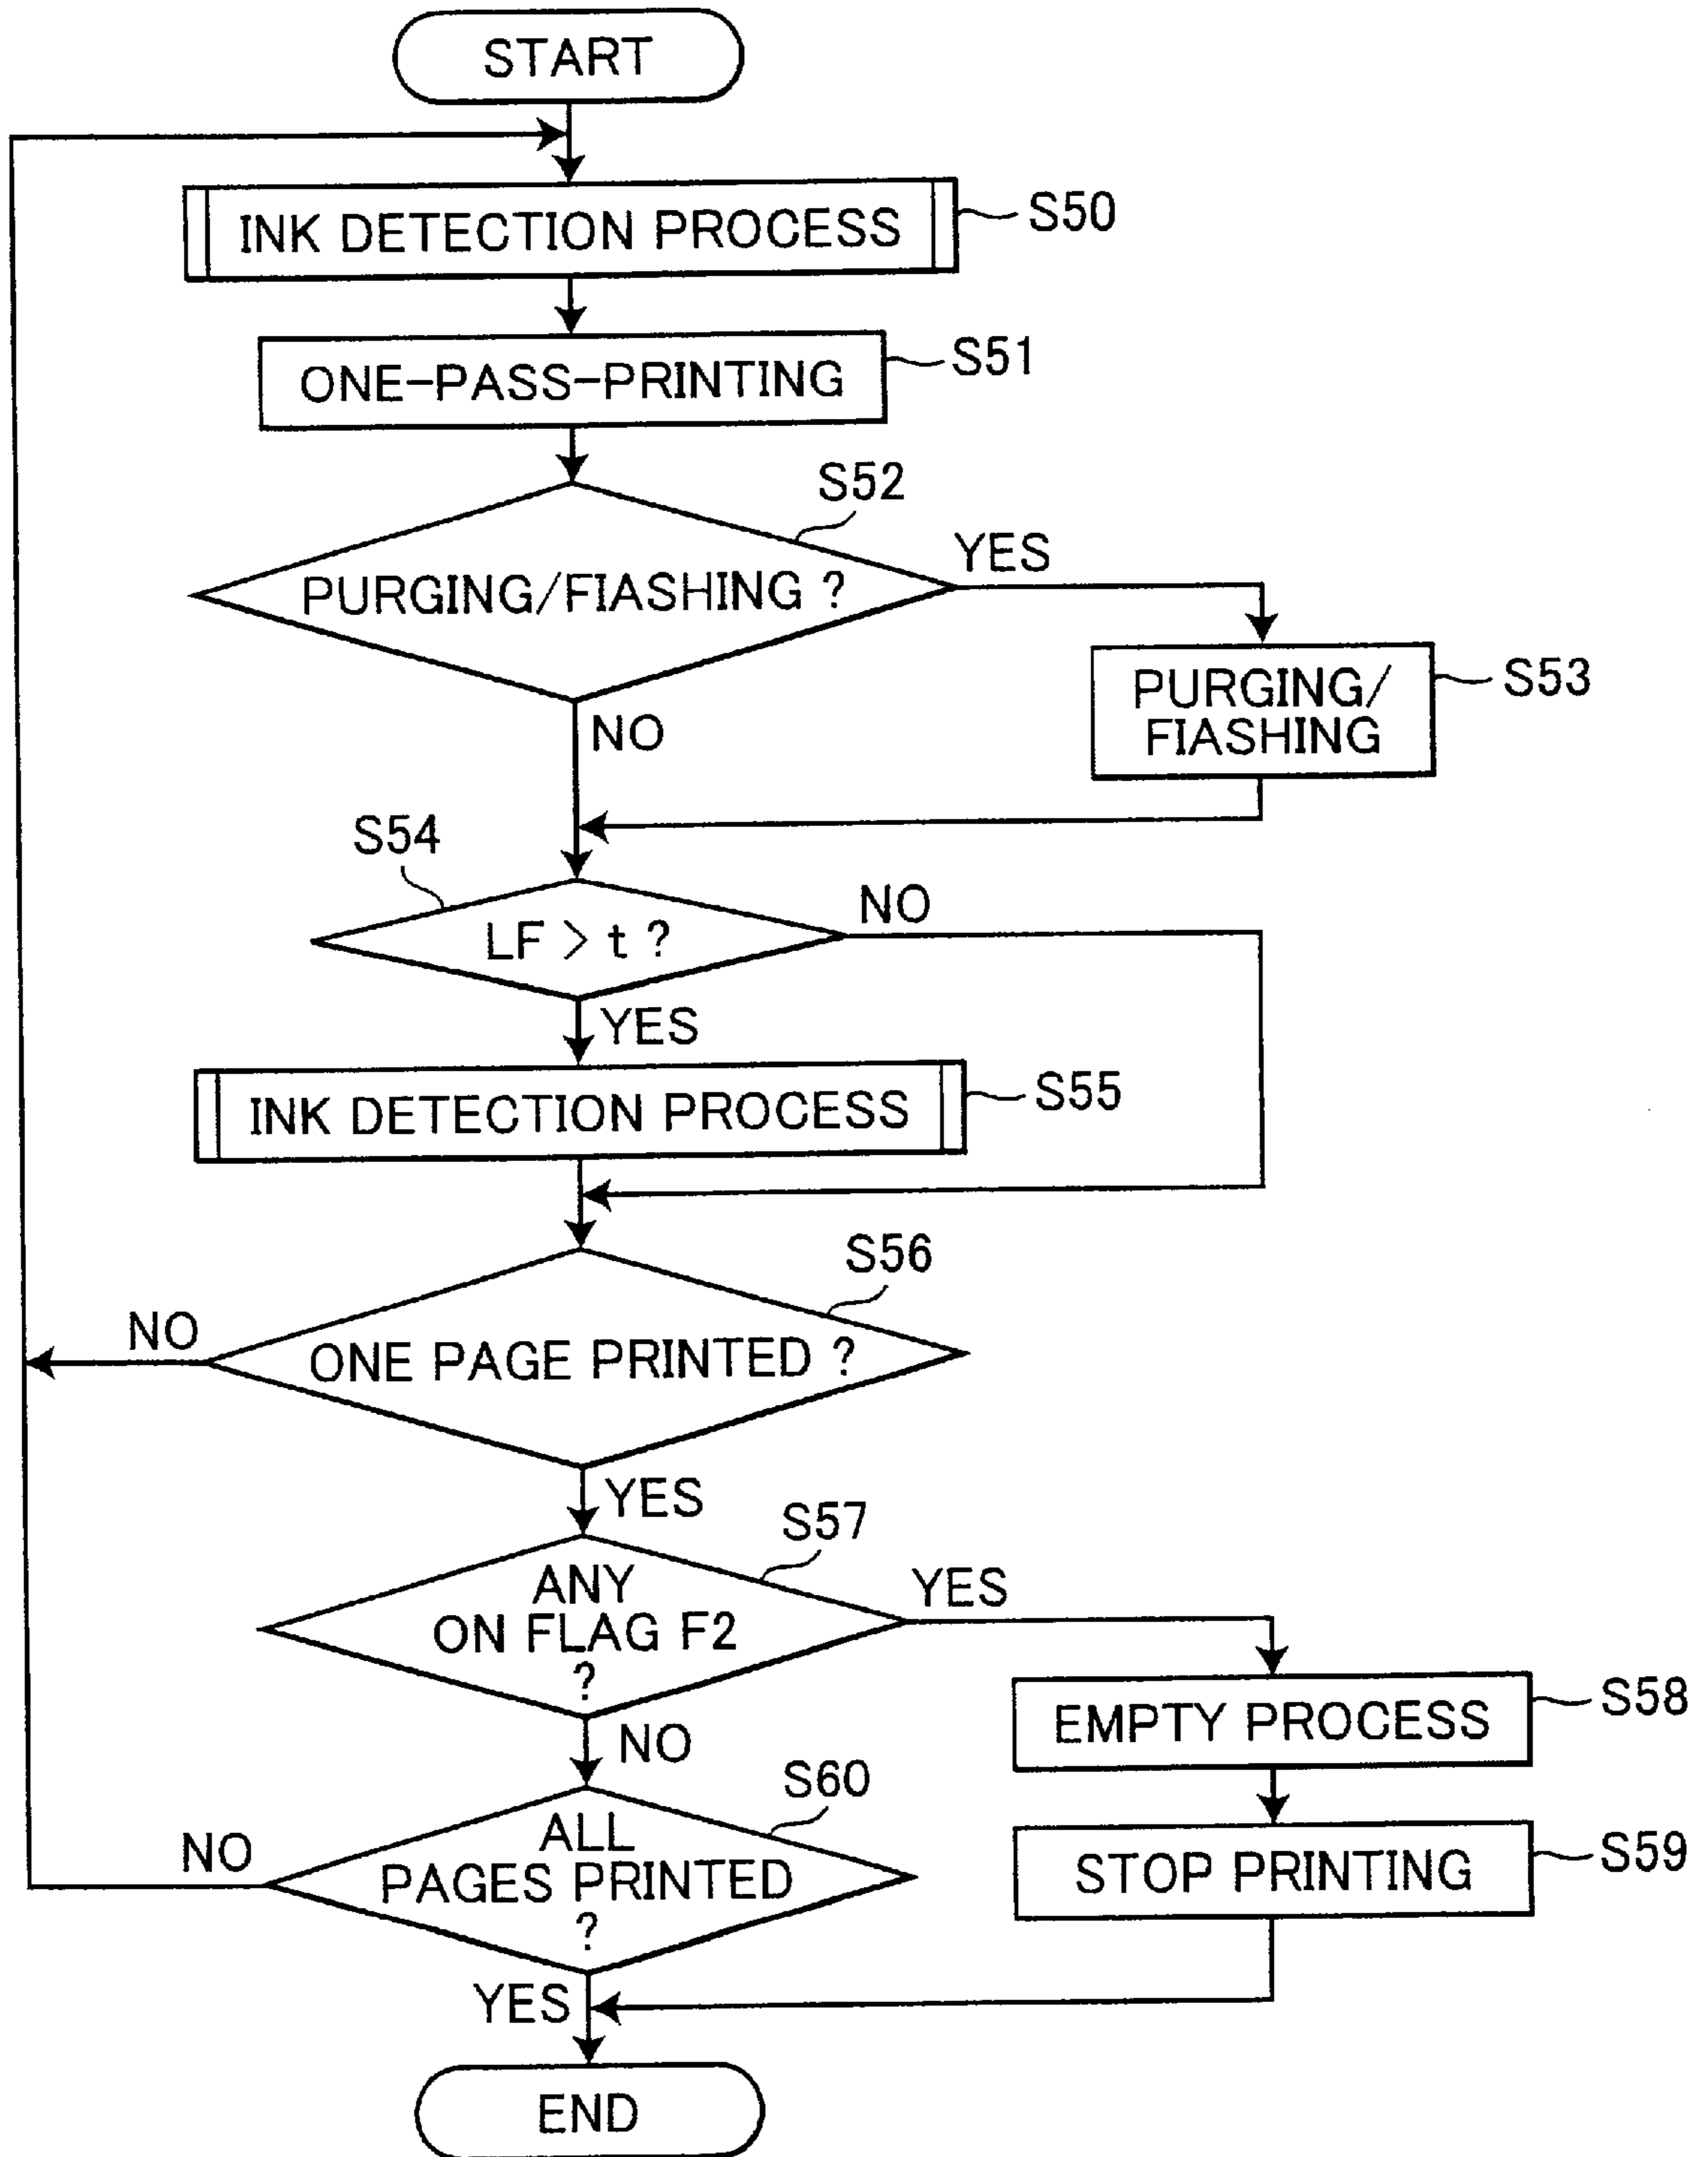 START
INK DETECTION PROCESS
S50
ONE-PASS-PRINTING
S51
S52
PURGING/FIASHING ?
YES
NO
PURGING/
FIASHING
S53
S54
LF > t ?
NO
YES
INK DETECTION PROCESS
S55
S56
ONE PAGE PRINTED ?
NO
YES
S57
ANY
ON FLAG F2
?
YES
NO
EMPTY PROCESS
S58
STOP PRINTING
S59
S60
ALL
PAGES PRINTED
?
NO
YES
END